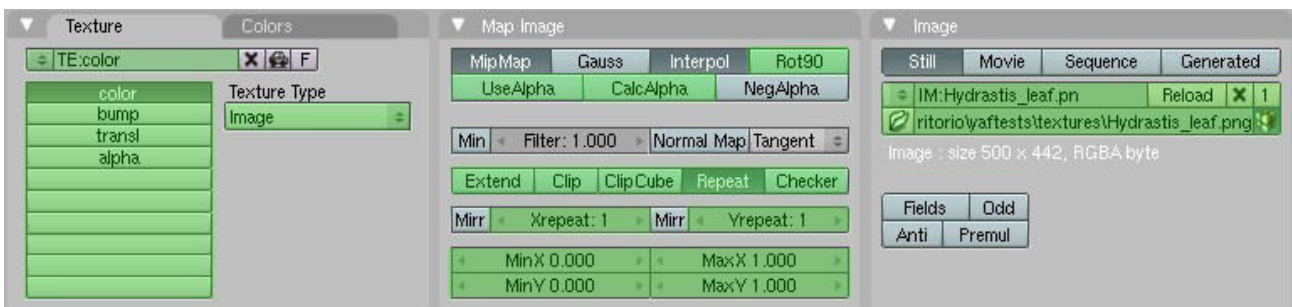 Texture Colors
TE:color X F
color
bump
transl
alpha
Texture Type
Image
Map Image
MipMap Gauss Interpol Rot90
UseAlpha CalcAlpha NegAlpha
Min Filter: 1.000 Normal Map Tangent
Extend Clip ClipCube Repeat Checker
Mirr Xrepeat: 1 Mirr Yrepeat: 1
MinX 0.000 MaxX 1.000
MinY 0.000 MaxY 1.000
Image
Still Movie Sequence Generated
IM:Hydrastis_leaf.pn Reload X 1
ritorio\yaftests\textures\Hydrastis_leaf.png
Image : size 500 x 442, RGBA byte
Fields Odd
Anti Premul